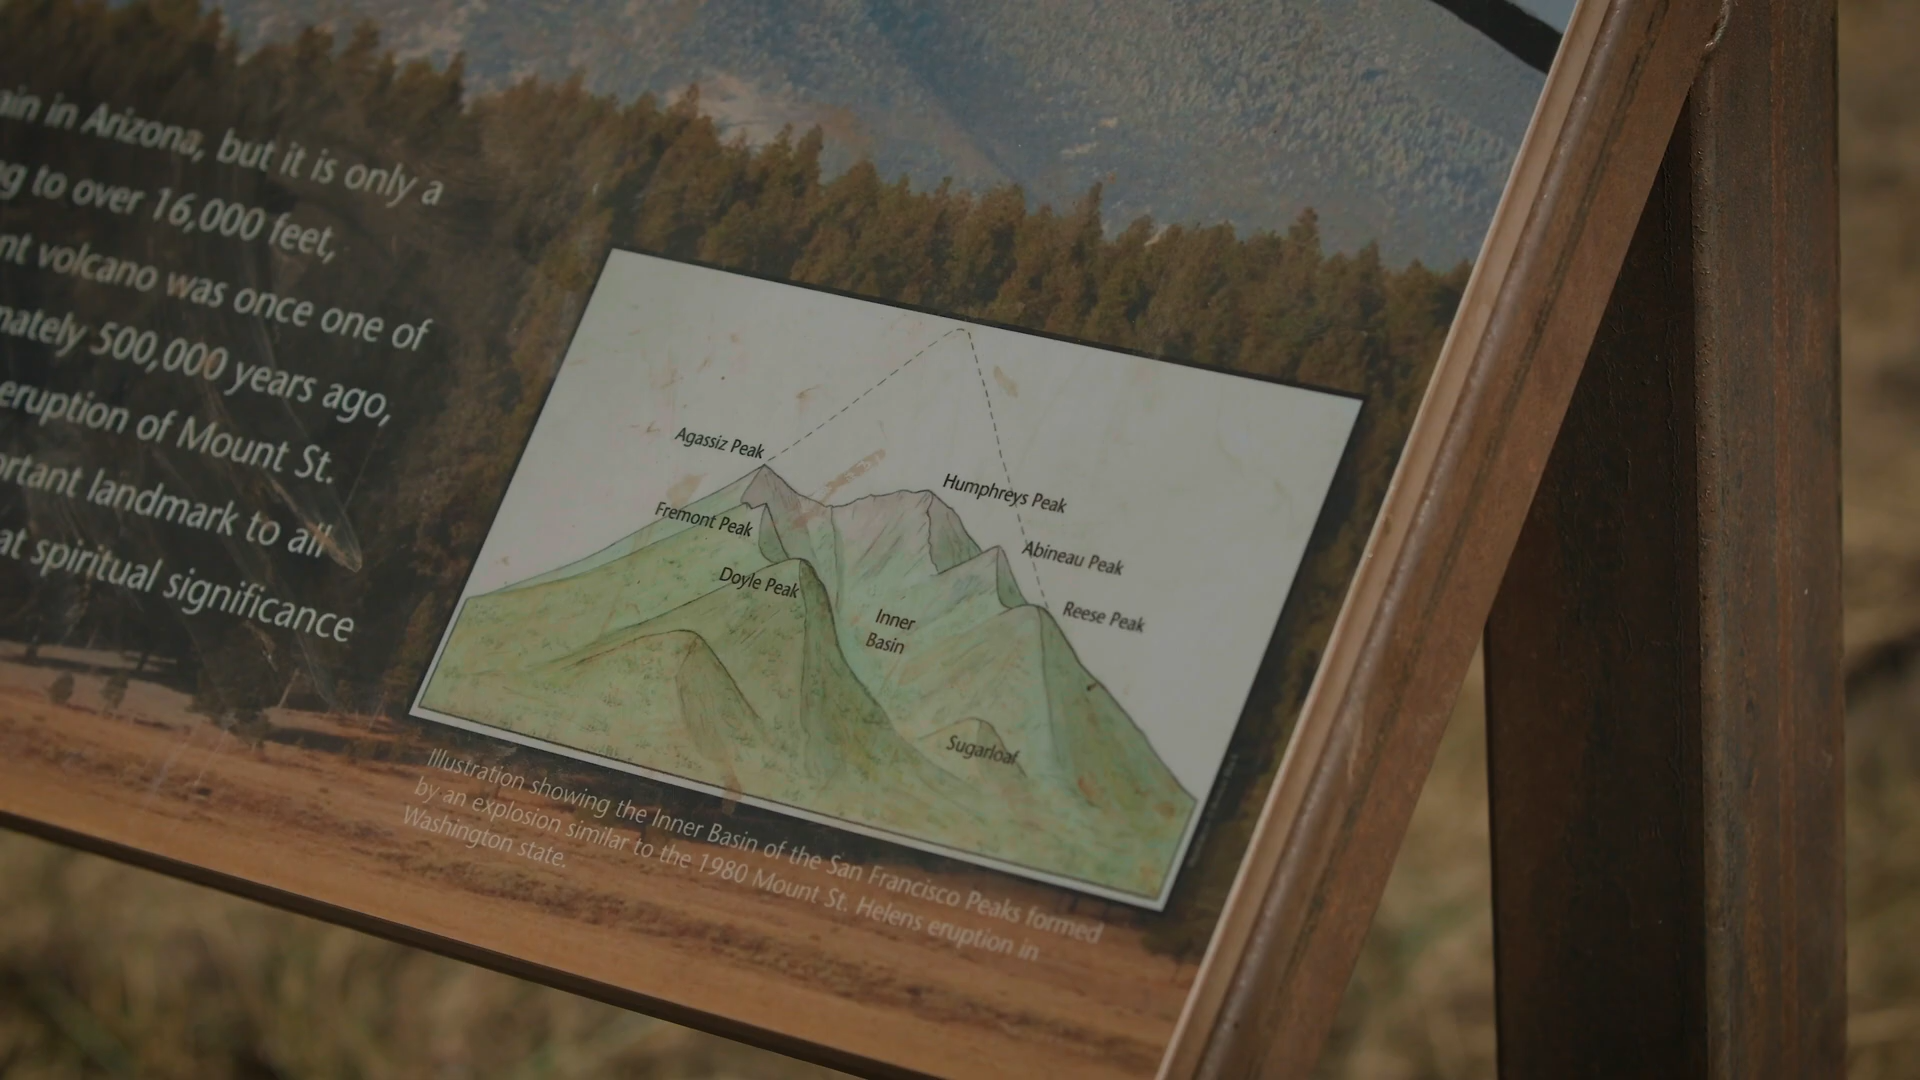 ain in Arizona, but it is only a
g to over 16,000 feet,
nt volcano was once one of
nately 500,000 years ago,
eruption of Mount St.
ortant landmark to all
at spiritual significance
Agassiz Peak
Humphreys Peak
Fremont Peak
Abineau Peak
Doyle Peak
Reese Peak
Inner
Basin
Sugarloaf
Illustration showing the Inner Basin of the San Francisco Peaks formed
by an explosion similar to the 1980 Mount St. Helens eruption in
Washington state.